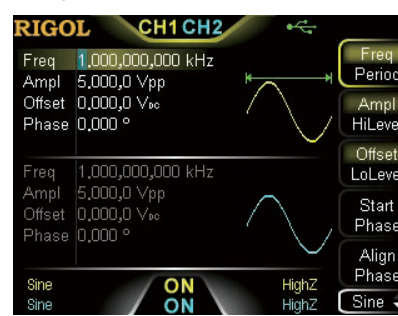 RIGOL CH1 CH2
Freq 1.000,000,000 kHz
Ampl 5.000,0 Vpp
Offset 0.000,0 VDC
Phase 0.000 °
Freq 1.000,000,000 kHz
Ampl 5.000,0 Vpp
Offset 0.000,0 VDC
Phase 0.000 °
Sine ON HighZ
Sine ON HighZ
Freq
Period
Ampl
HiLeve
Offset
LoLeve
Start
Phase
Align
Phase
Sine